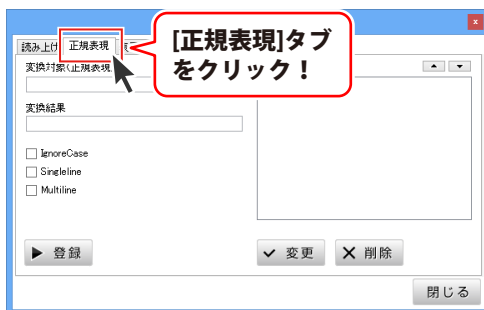 [正規表現]タブ
をクリック！
読み上げ 正規表現
変換対象(正規表現
変換結果
IgnoreCase
Singleline
Multiline
▶ 登録
✓ 変更 ✕ 削除
閉じる